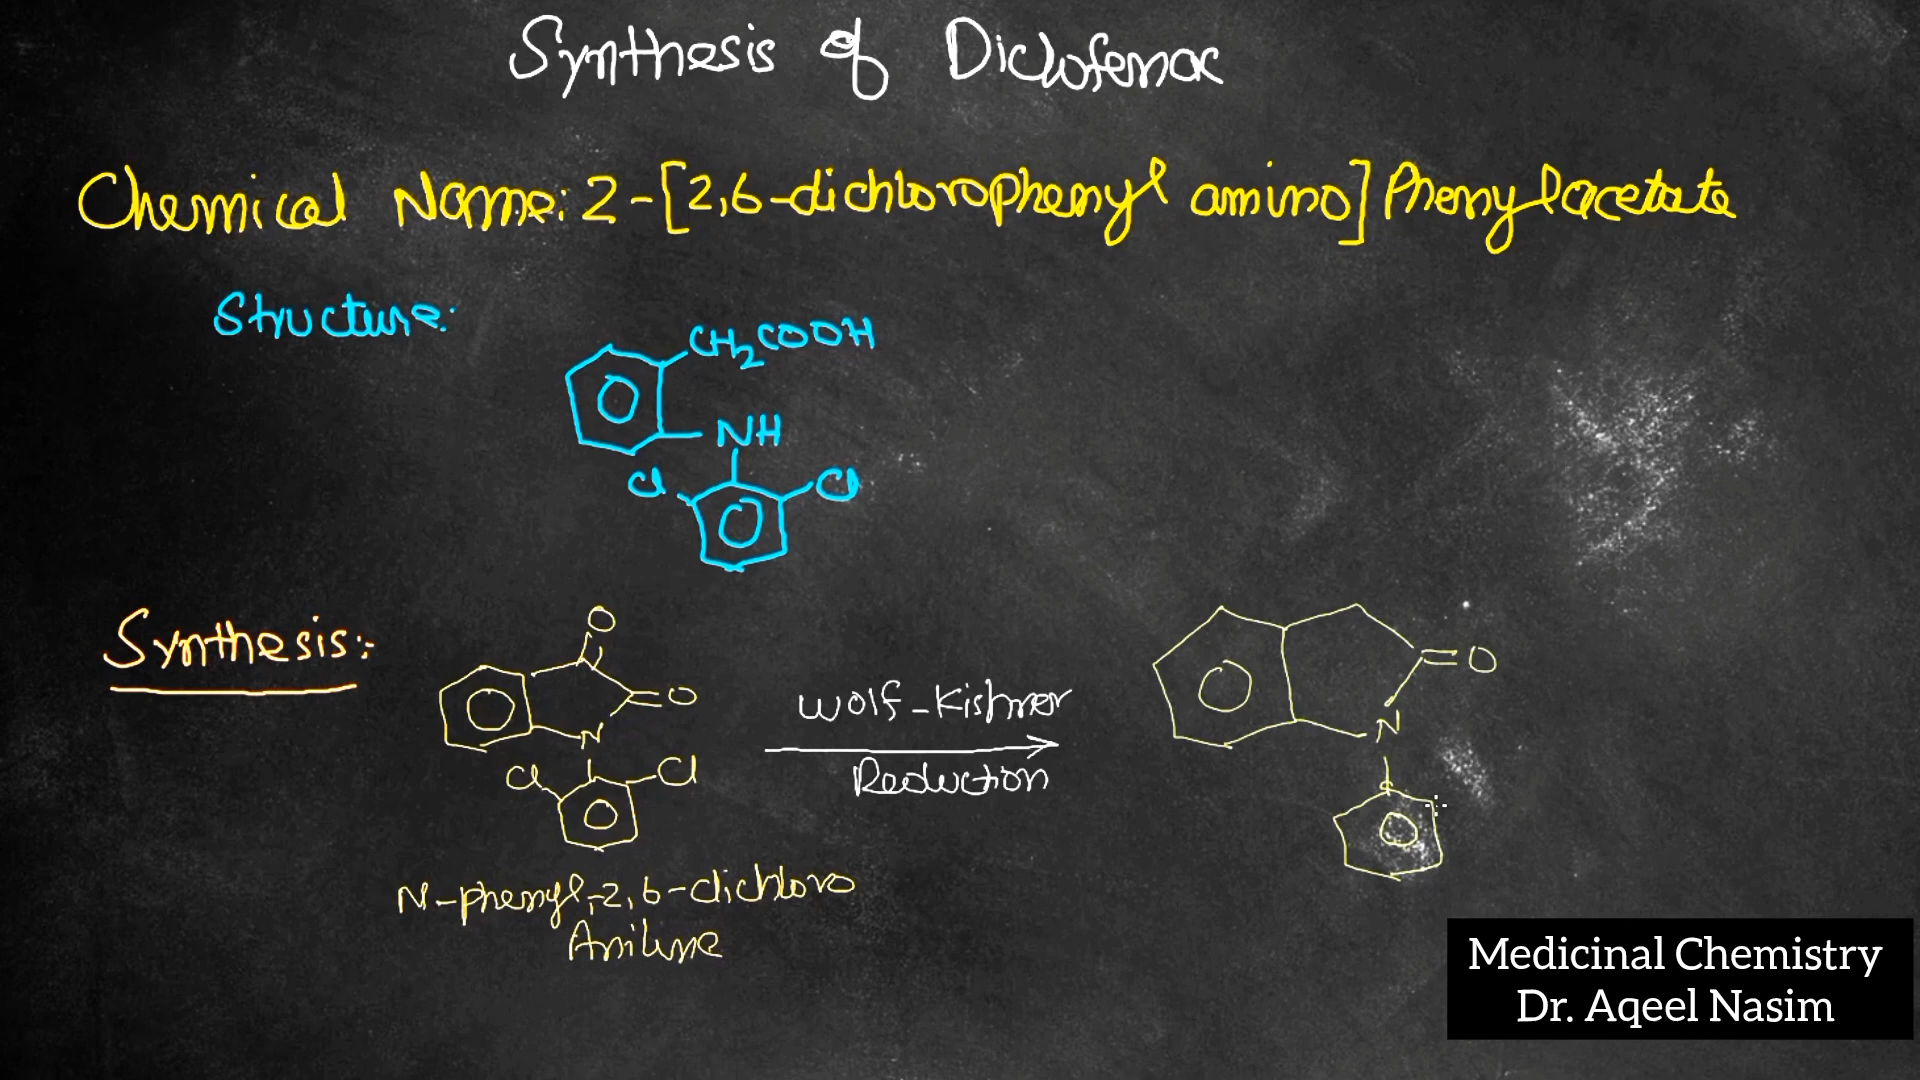 Synthesis of Diclofenac
Chemical Name: 2-[2,6-dichlorophenyl amino] Phenylacetate
Structure:
CH2COOH
NH
Cl Cl
Synthesis:-
O
O
N
Cl Cl
N-phenyl-2,6-dichloro
Aniline
Wolf-Kishner
Reduction
O
N
Medicinal Chemistry
Dr. Aqeel Nasim